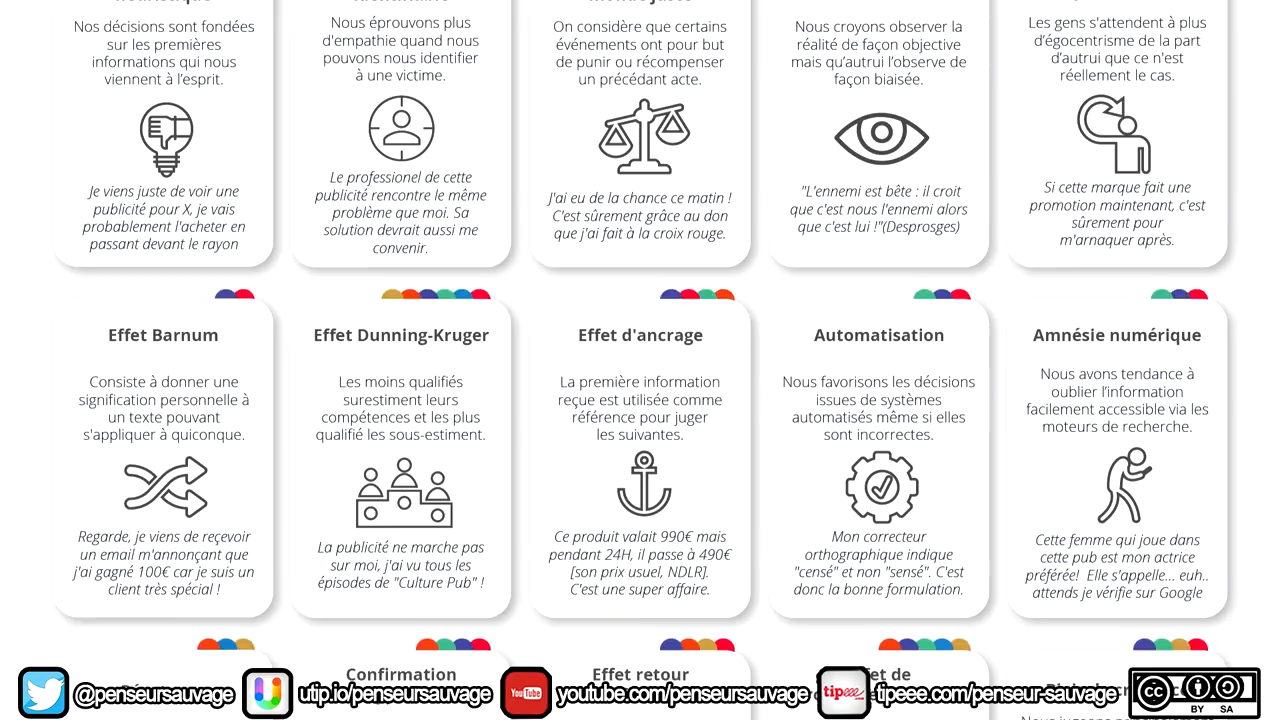 Nos décisions sont fondées
sur les premières
informations qui nous
viennent à l'esprit.
Je viens juste de voir une
publicité pour X, je vais
probablement l'acheter en
passant devant le rayon
Nous éprouvons plus
d'empathie quand nous
pouvons nous identifier
à une victime.
Le professionel de cette
publicité rencontre le même
problème que moi. Sa
solution devrait aussi me
convenir.
On considère que certains
événements ont pour but
de punir ou récompenser
un précédant acte.
J'ai eu de la chance ce matin !
C'est sûrement grâce au don
que j'ai fait à la croix rouge.
Nous croyons observer la
réalité de façon objective
mais qu’autrui l’observe de
façon biaisée.
"L'ennemi est bête : il croit
que c'est nous l'ennemi alors
que c'est lui !"(Desprosges)
Les gens s'attendent à plus
d’égocentrisme de la part
d’autrui que ce n'est
réellement le cas.
Si cette marque fait une
promotion maintenant, c'est
sûrement pour
m'arnaquer après.
Effet Barnum
Consiste à donner une
signification personnelle à
un texte pouvant
s'appliquer à quiconque.
Regarde, je viens de reçevoir
un email m'annonçant que
j'ai gagné 100€ car je suis un
client très spécial !
Effet Dunning-Kruger
Les moins qualifiés
surestiment leurs
compétences et les plus
qualifié les sous-estiment.
La publicité ne marche pas
sur moi, j'ai vu tous les
épisodes de "Culture Pub" !
Effet d'ancrage
La première information
reçue est utilisée comme
référence pour juger
les suivantes.
Ce produit valait 990€ mais
pendant 24H, il passe à 490€
[son prix usuel, NDLR].
C'est une super affaire.
Automatisation
Nous favorisons les décisions
issues de systèmes
automatisés même si elles
sont incorrectes.
Mon correcteur
orthographique indique
"censé" et non "sensé". C'est
donc la bonne formulation.
Amnésie numérique
Nous avons tendance à
oublier l’information
facilement accessible via les
moteurs de recherche.
Cette femme qui joue dans
cette pub est mon actrice
préférée! Elle s'appelle... euh..
attends je vérifie sur Google
Confirmation
Effet retour
de
@penseursauvage
utip.io/penseursauvage
YouTube
youtube.com/penseursauvage
tipeee
tipeee.com/penseur-sauvage
cc
BY SA